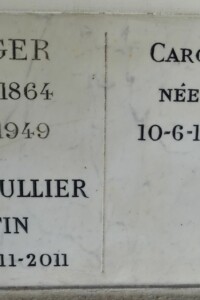 GER
1864
1949
ULLIER
TIN
11-2011
CARO
NÉE
10-6-1